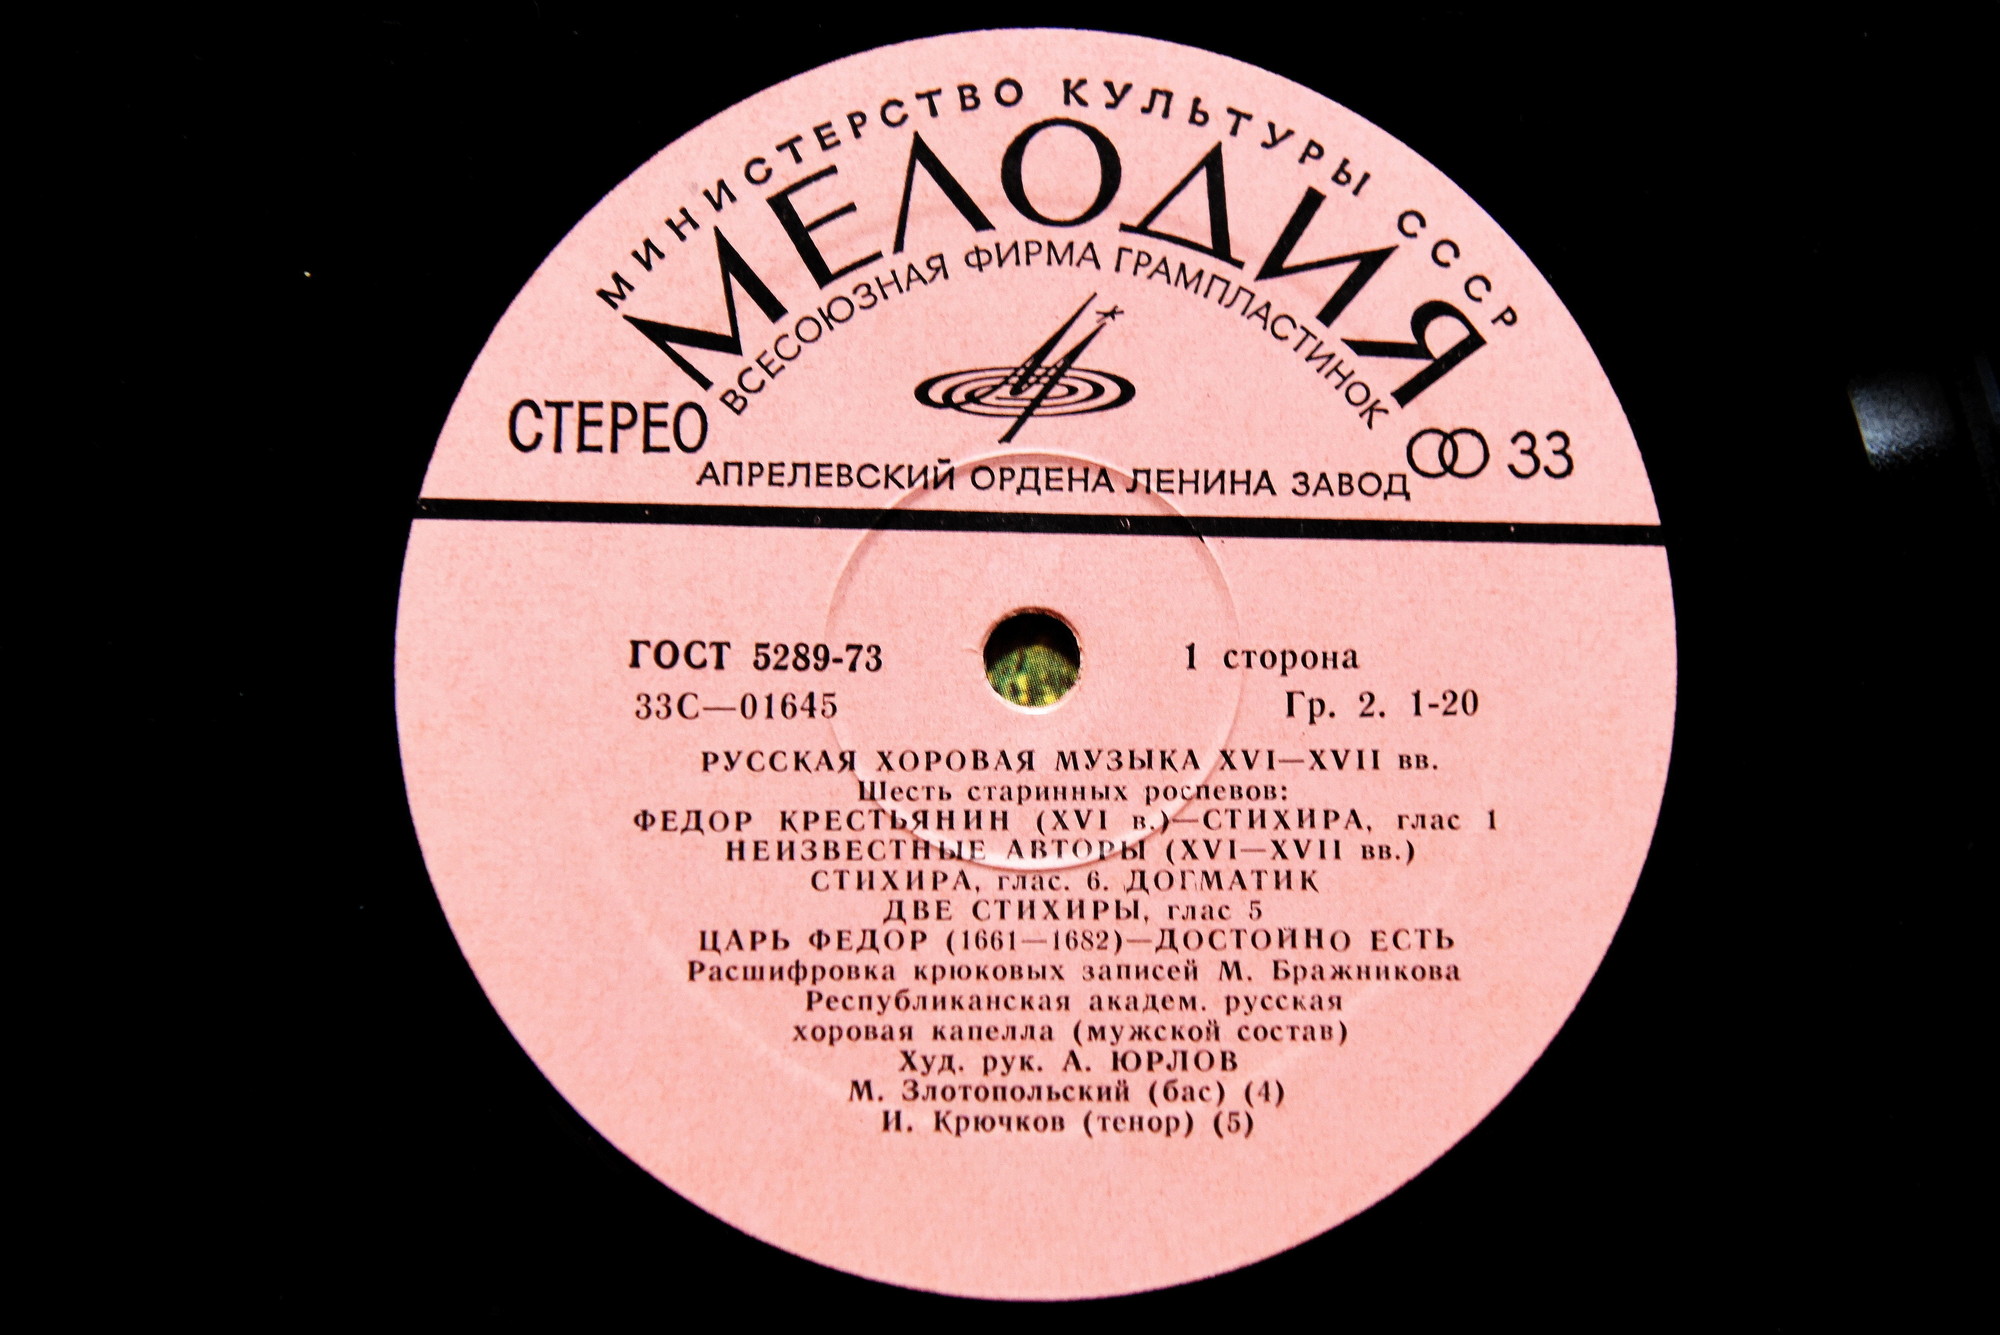 МИНИСТЕРСТВО КУЛЬТУРЫ СССР
МЕЛОДИЯ
ВСЕСОЮЗНАЯ ФИРМА ГРАМПЛАСТИНОК
СТЕРЕО
33
АПРЕЛЕВСКИЙ ОРДЕНА ЛЕНИНА ЗАВОД
ГОСТ 5289-73
1 сторона
33С—01645
Гр. 2. 1-20
РУССКАЯ ХОРОВАЯ МУЗЫКА XVI—XVII вв.
Шесть старинных роспевов:
ФЕДОР КРЕСТЬЯНИН (XVI в.)—СТИХИРА, глас 1
НЕИЗВЕСТНЫЕ АВТОРЫ (XVI—XVII вв.)
СТИХИРА, глас. 6. ДОГМАТИК
ДВЕ СТИХИРЫ, глас 5
ЦАРЬ ФЕДОР (1661—1682)—ДОСТОЙНО ЕСТЬ
Расшифровка крюковых записей М. Бражникова
Республиканская академ. русская
хоровая капелла (мужской состав)
Худ. рук. А. ЮРЛОВ
М. Злотопольский (бас) (4)
И. Крючков (тенор) (5)